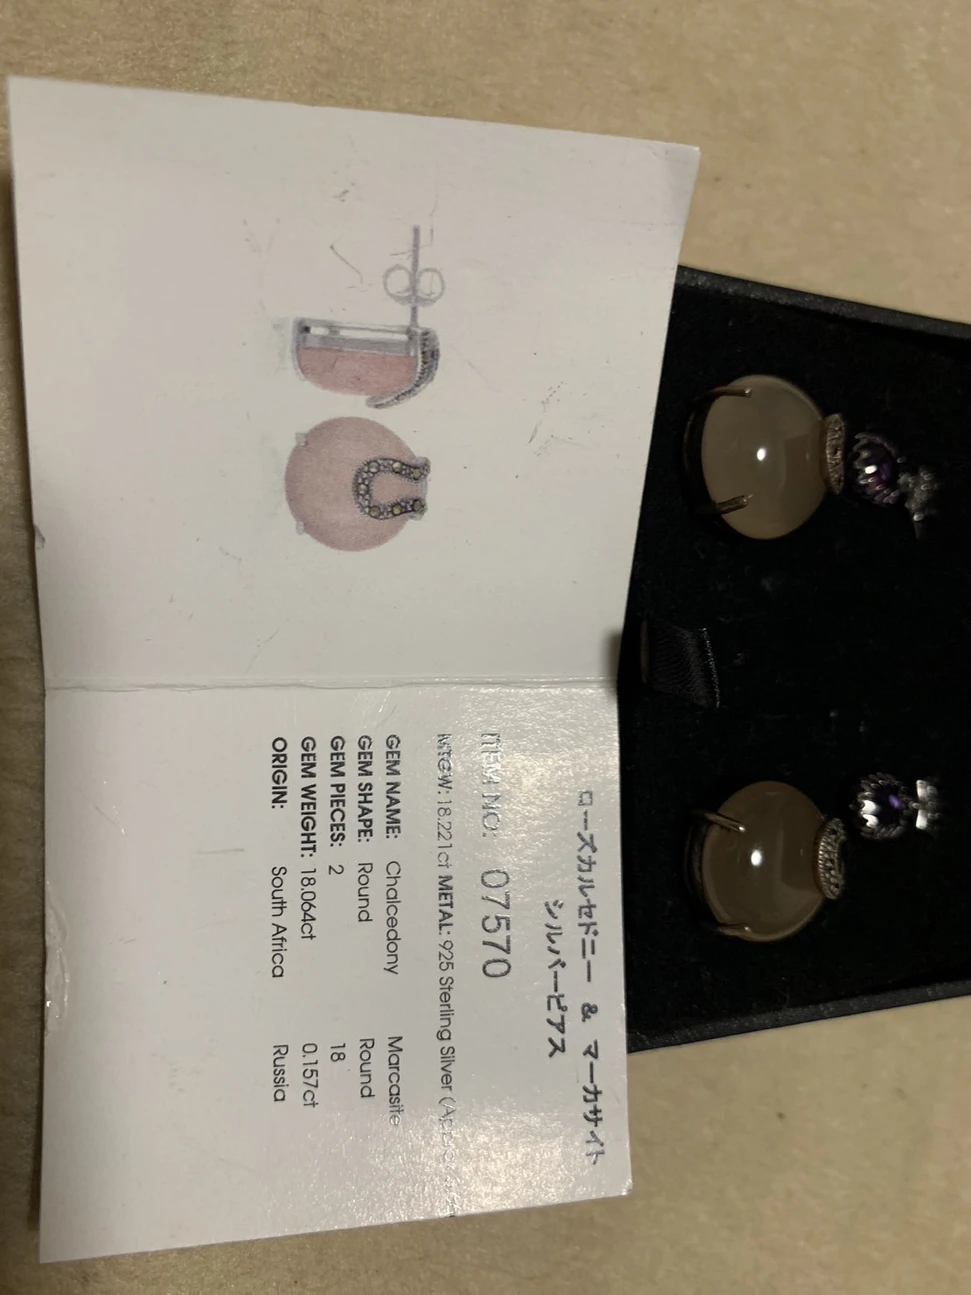 ローズカルセドニー & マーカサイト
シルバーピアス
ITEM NO: 07570
MTGW: 18.221ct METAL: 925 Sterling Silver
GEM NAME: Chalcedony Marcasite
GEM SHAPE: Round Round
GEM PIECES: 2 18
GEM WEIGHT: 18.064ct 0.157ct
ORIGIN: South Africa Russia